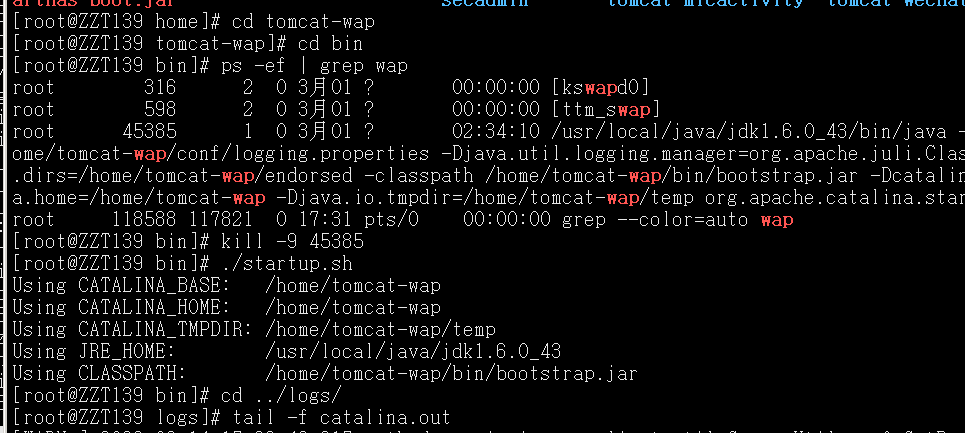 arthas-boot.jar secadmin tomcat-micactivity tomcat-wechat
[root@ZZT139 home]# cd tomcat-wap
[root@ZZT139 tomcat-wap]# cd bin
[root@ZZT139 bin]# ps -ef | grep wap
root 316 2 0 3月01 ? 00:00:00 [kswapd0]
root 598 2 0 3月01 ? 00:00:00 [ttm_swap]
root 45385 1 0 3月01 ? 02:34:10 /usr/local/java/jdk1.6.0_43/bin/java -
ome/tomcat-wap/conf/logging.properties -Djava.util.logging.manager=org.apache.juli.Clas
.dirs=/home/tomcat-wap/endorsed -classpath /home/tomcat-wap/bin/bootstrap.jar -Dcatalin
a.home=/home/tomcat-wap -Djava.io.tmpdir=/home/tomcat-wap/temp org.apache.catalina.star
root 118588 117821 0 17:31 pts/0 00:00:00 grep --color=auto wap
[root@ZZT139 bin]# kill -9 45385
[root@ZZT139 bin]# ./startup.sh
Using CATALINA_BASE: /home/tomcat-wap
Using CATALINA_HOME: /home/tomcat-wap
Using CATALINA_TMPDIR: /home/tomcat-wap/temp
Using JRE_HOME: /usr/local/java/jdk1.6.0_43
Using CLASSPATH: /home/tomcat-wap/bin/bootstrap.jar
[root@ZZT139 bin]# cd ../logs/
[root@ZZT139 logs]# tail -f catalina.out